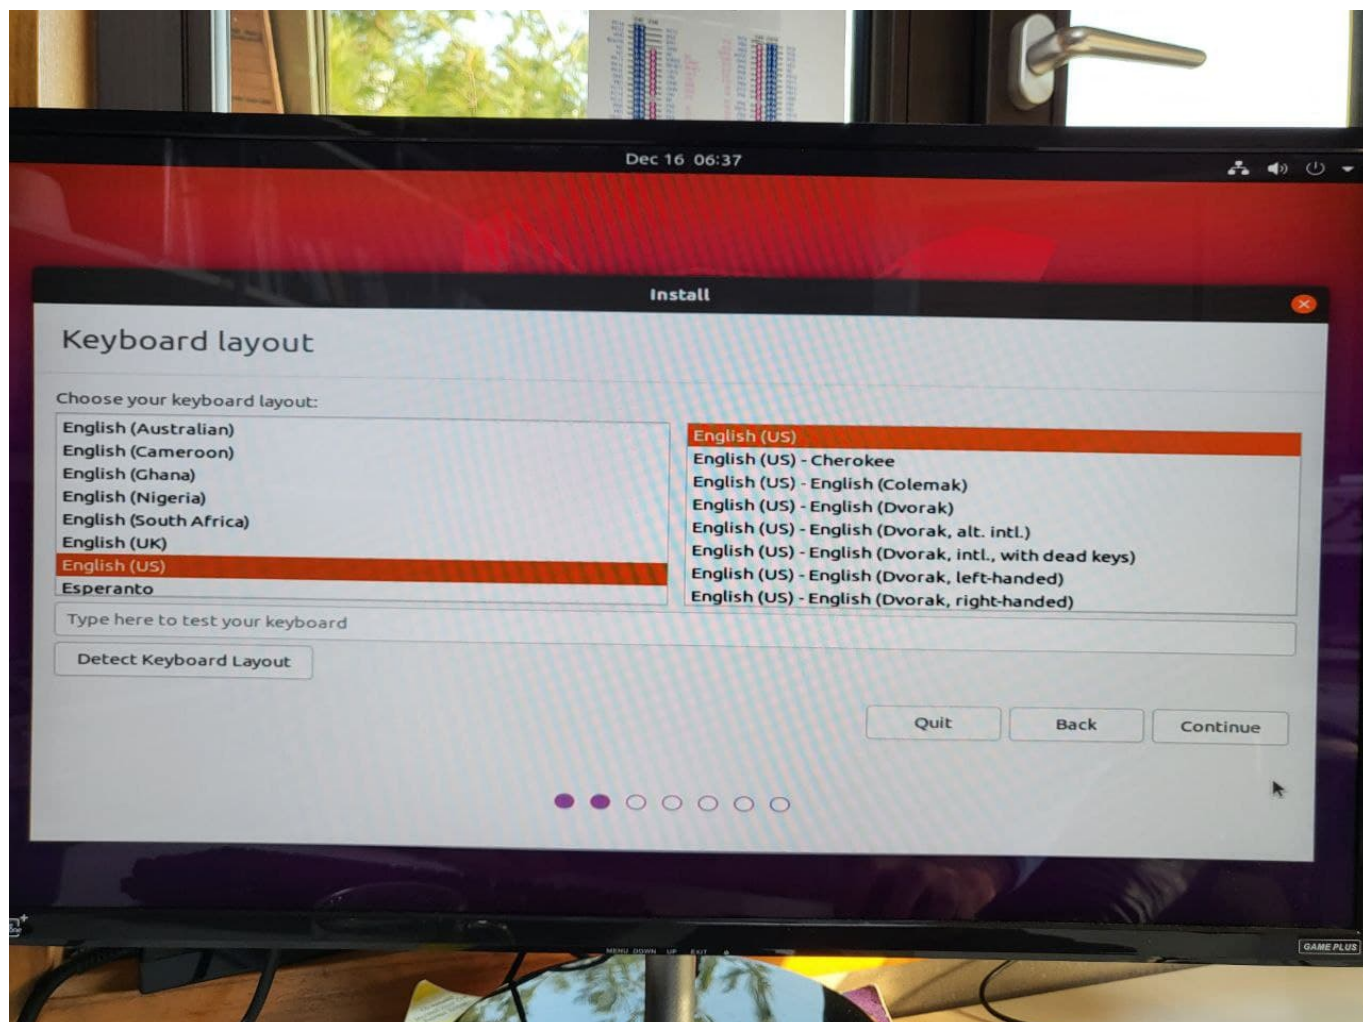 Dec 16 06:37
Install
Keyboard layout
Choose your keyboard layout:
English (Australian)
English (Cameroon)
English (Ghana)
English (Nigeria)
English (South Africa)
English (UK)
English (US)
Esperanto
English (US)
English (US) - Cherokee
English (US) - English (Colemak)
English (US) - English (Dvorak)
English (US) - English (Dvorak, alt. intl.)
English (US) - English (Dvorak, intl., with dead keys)
English (US) - English (Dvorak, left-handed)
English (US) - English (Dvorak, right-handed)
Type here to test your keyboard
Detect Keyboard Layout
Quit
Back
Continue
MENU DOWN UP EXIT
GAME PLUS